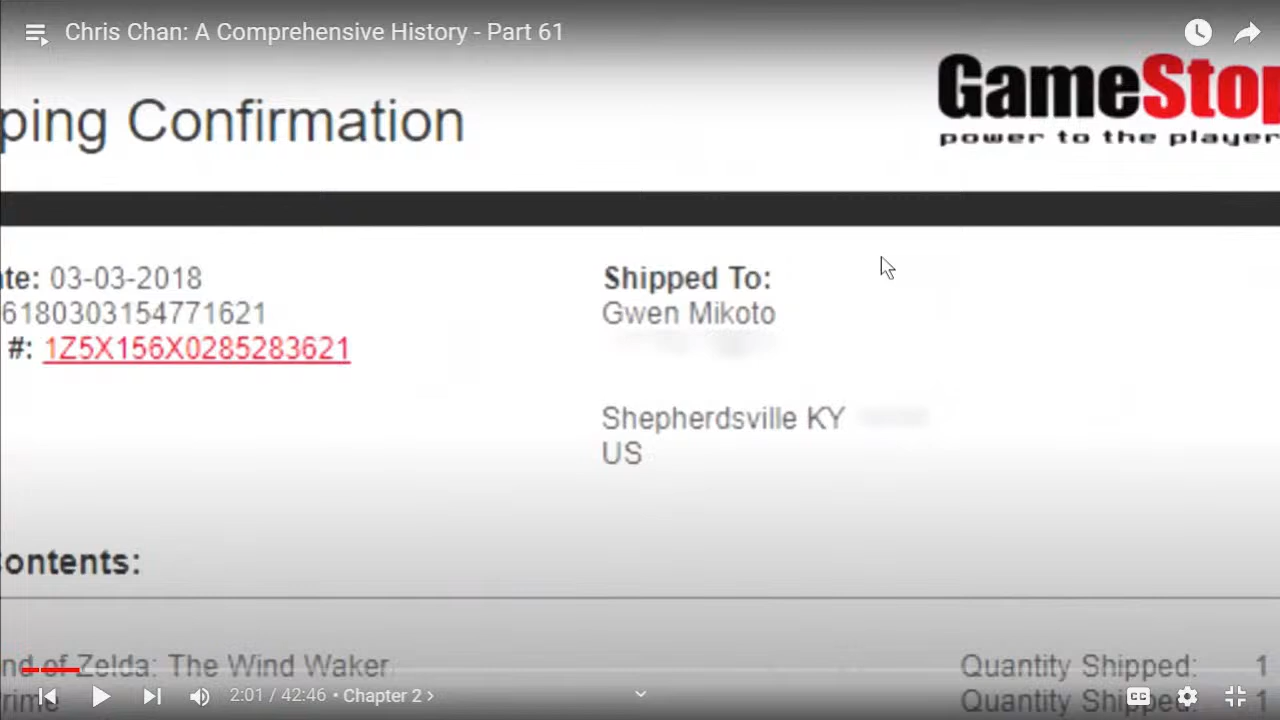 Chris Chan: A Comprehensive History - Part 61
GameStop
power to the player
ping Confirmation
ate: 03-03-2018
Shipped To:
6180303154771621
Gwen Mikoto
#: 1Z5X156X0285283621
Shepherdsville KY
US
Contents:
nd of Zelda: The Wind Waker
Quantity Shipped: 1
rime
Quantity Shipped: 1
2:01 / 42:46 • Chapter 2 >
CC